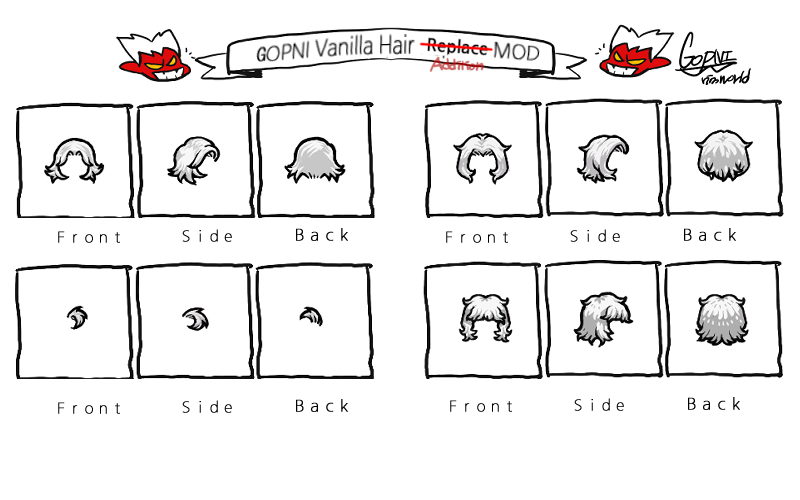 GOPNI Vanilla Hair Replace MOD
Addition
GOPNI
rimworld
Front Side Back
Front Side Back
Front Side Back
Front Side Back